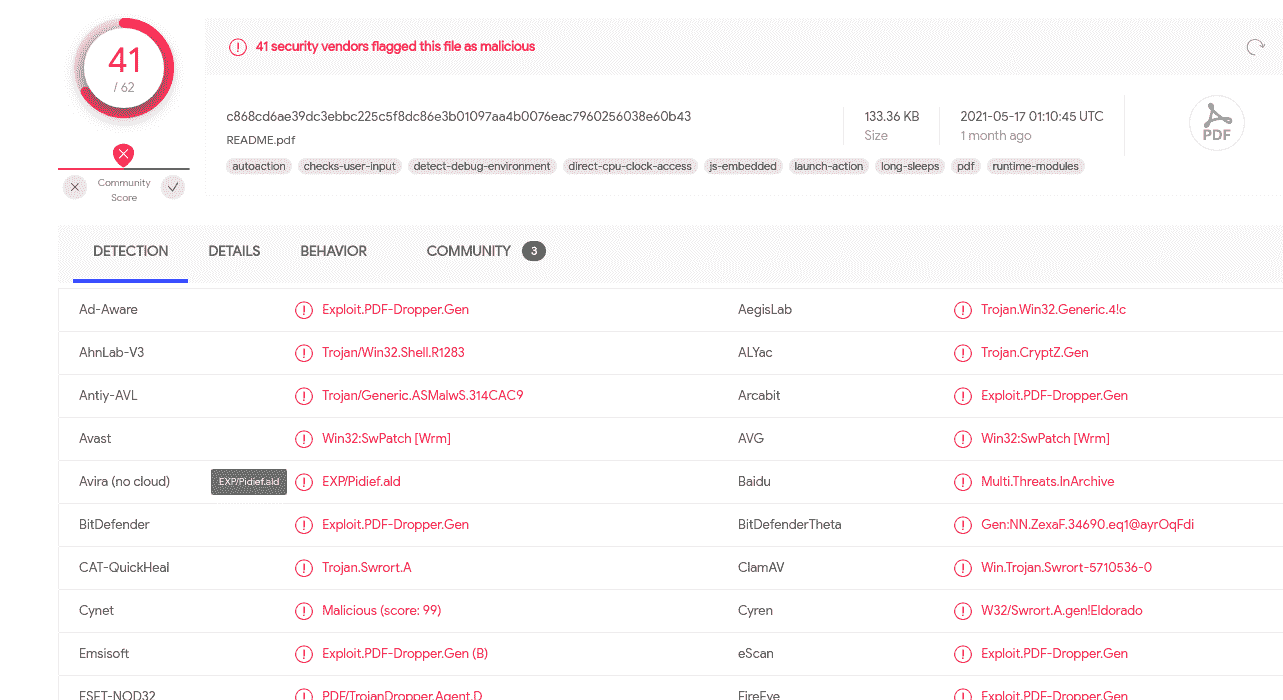 41
/ 62
Community
Score
41 security vendors flagged this file as malicious
c868cd6ae39dc3ebbc225c5f8dc86e3b01097aa4b0076eac7960256038e60b43
README.pdf
autoaction checks-user-input detect-debug-environment direct-cpu-clock-access js-embedded launch-action long-sleeps pdf runtime-modules
133.36 KB
Size
2021-05-17 01:10:45 UTC
1 month ago
PDF
DETECTION DETAILS BEHAVIOR COMMUNITY 3
Ad-Aware Exploit.PDF-Dropper.Gen AegisLab Trojan.Win32.Generic.4!c
AhnLab-V3 Trojan/Win32.Shell.R1283 ALYac Trojan.CryptZ.Gen
Antiy-AVL Trojan/Generic.ASMalwS.314CAC9 Arcabit Exploit.PDF-Dropper.Gen
Avast Win32:SwPatch [Wrm] AVG Win32:SwPatch [Wrm]
Avira (no cloud) EXP/Pidief.ald EXP/Pidief.ald Baidu Multi.Threats.InArchive
BitDefender Exploit.PDF-Dropper.Gen BitDefenderTheta Gen:NN.ZexaF.34690.eq1@ayrOqFdi
CAT-QuickHeal Trojan.Swrort.A ClamAV Win.Trojan.Swrort-5710536-0
Cynet Malicious (score: 99) Cyren W32/Swrort.A.gen!Eldorado
Emsisoft Exploit.PDF-Dropper.Gen (B) eScan Exploit.PDF-Dropper.Gen
ESET-NOD32 PDF/TrojanDropper.Agent.D FireEye Exploit.PDF-Dropper.Gen